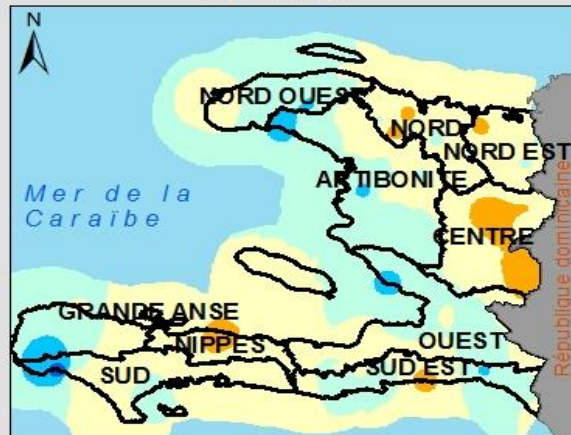 N
NORD OUEST
NORD
NORD EST
ARTIBONITE
Mer de la
Caraïbe
CENTRE
République dominicaine
GRANDE ANSE
OUEST
NIPPES
SUD EST
SUD